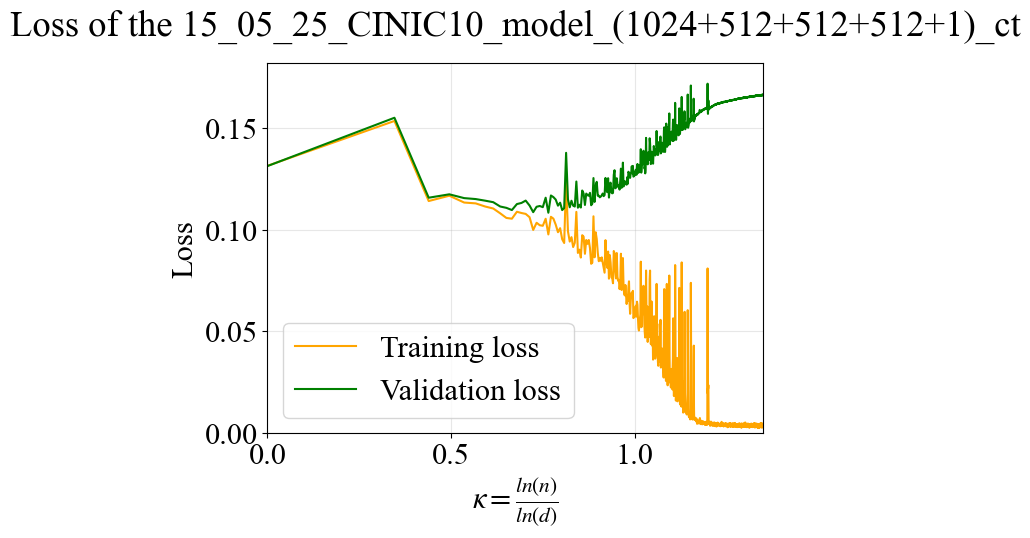 Loss of the 15_05_25_CINIC10_model_(1024+512+512+512+1)_ct
0.15
0.10
0.05
0.00
Loss
Training loss
Validation loss
0.0 0.5 1.0
κ = ln(n)/ln(d)